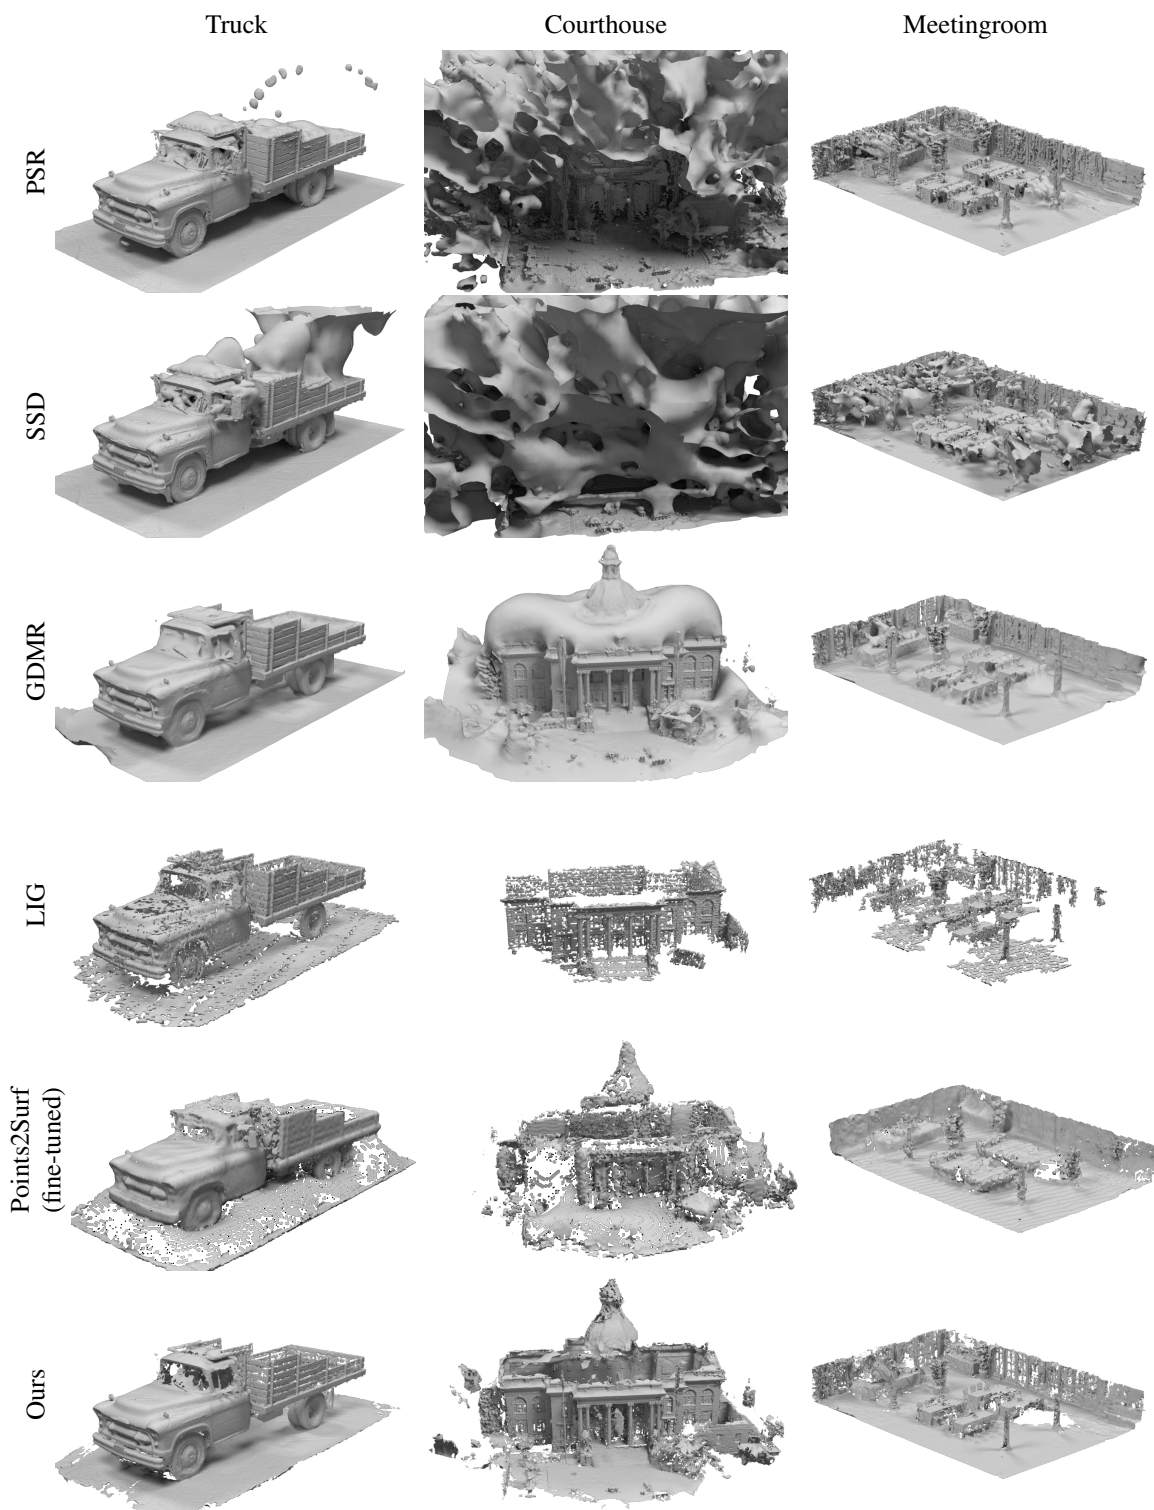 Truck
Courthouse
Meetingroom
PSR
SSD
GDMR
LIG
Points2Surf
(fine-tuned)
Ours